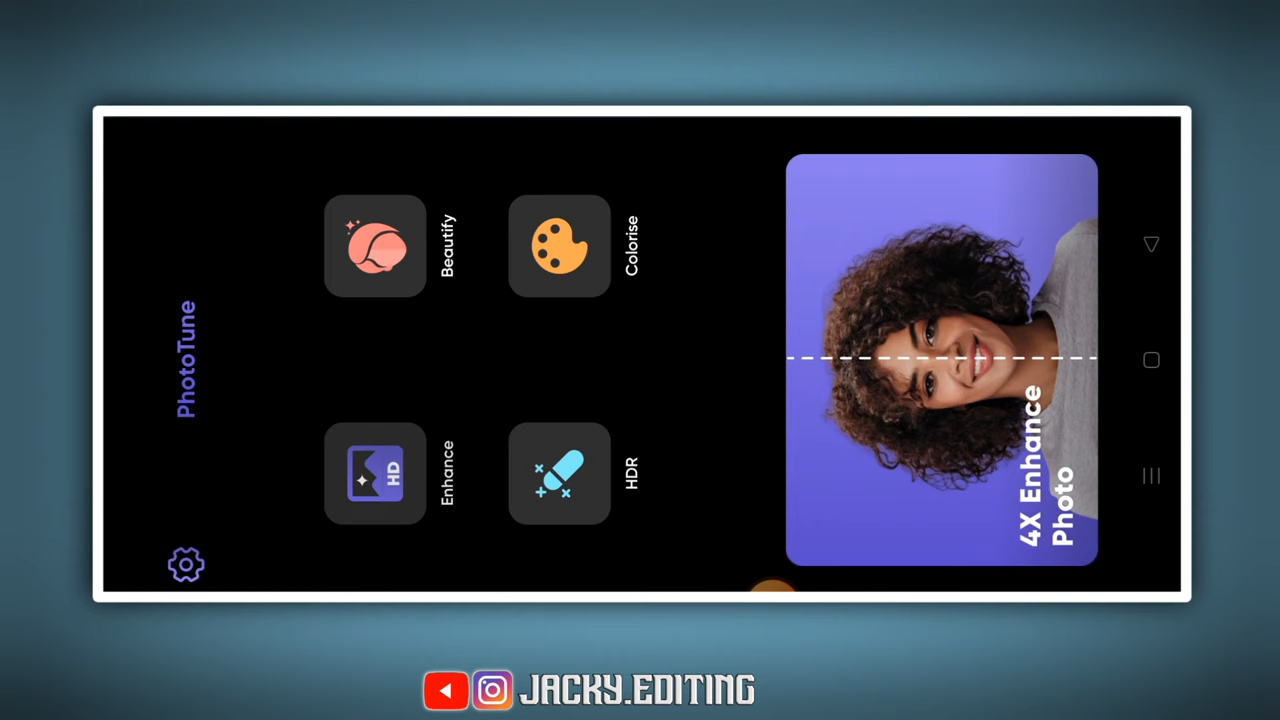 PhotoTune
Enhance
Beautify
HD
HDR
Colorise
4X Enhance
Photo
JACKY.EDITING